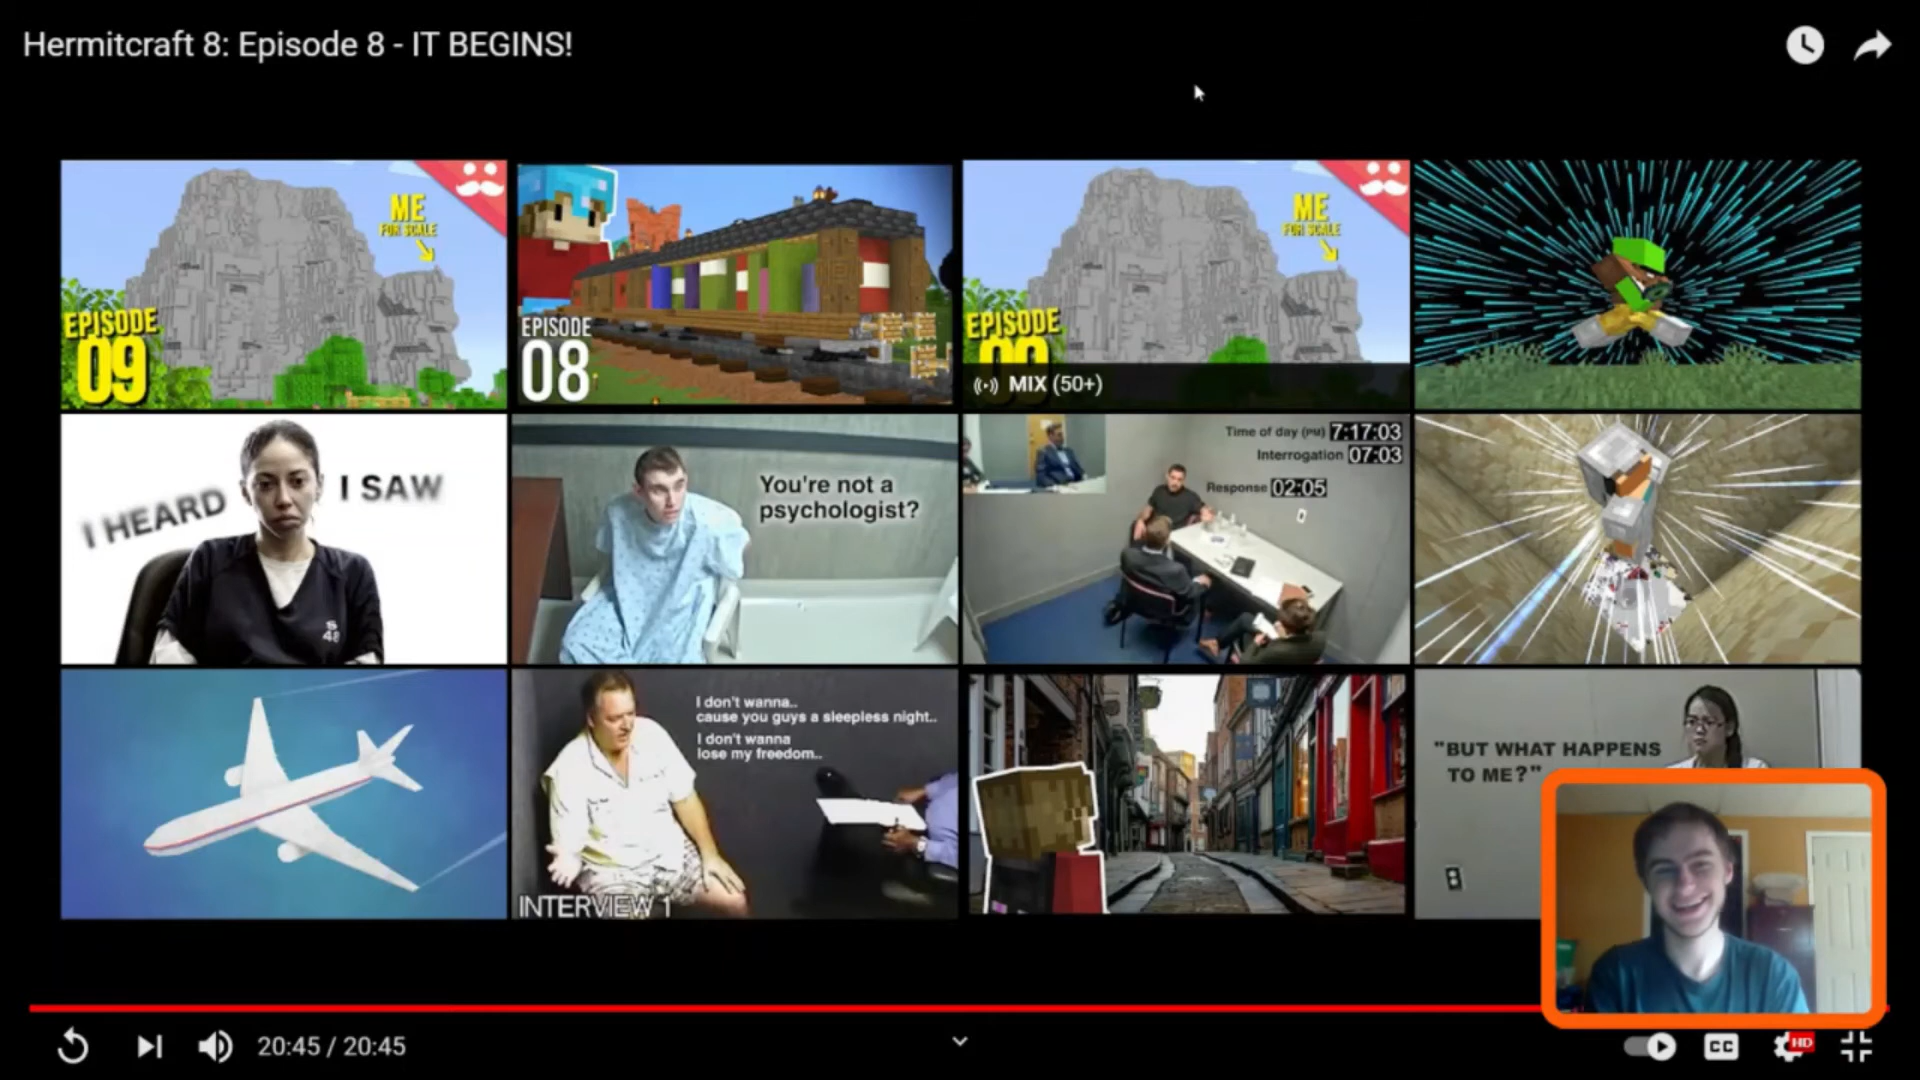 Hermitcraft 8: Episode 8 - IT BEGINS!
ME
FOR SCALE
EPISODE
09
EPISODE
08
ME
FOR SCALE
EPISODE
09
MIX (50+)
I HEARD
I SAW
S
48
You're not a
psychologist?
Time of day (PM) 7:17:03
Interrogation 07:03
Response 02:05
I don't wanna..
cause you guys a sleepless night..
I don't wanna
lose my freedom..
INTERVIEW 1
"BUT WHAT HAPPENS
TO ME?"
20:45 / 20:45
CC
HD